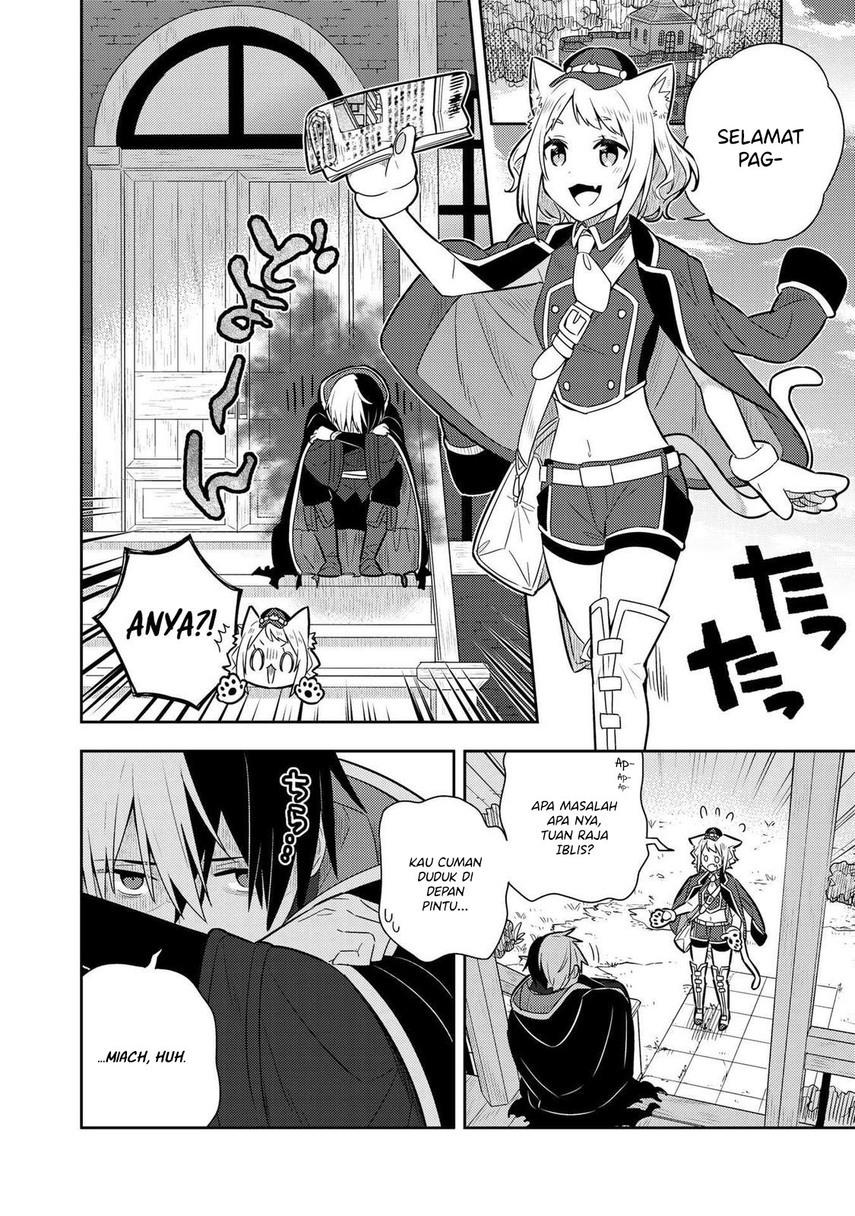 SELAMAT
PAG-
たっ
たっ
どよーーん
ANYA?!
Ap-
Ap-
Ap-
APA MASALAH
APA NYA,
TUAN RAJA
IBLIS?
KAU CUMAN
DUDUK DI
DEPAN
PINTU...
ちら…
...MIACH, HUH.